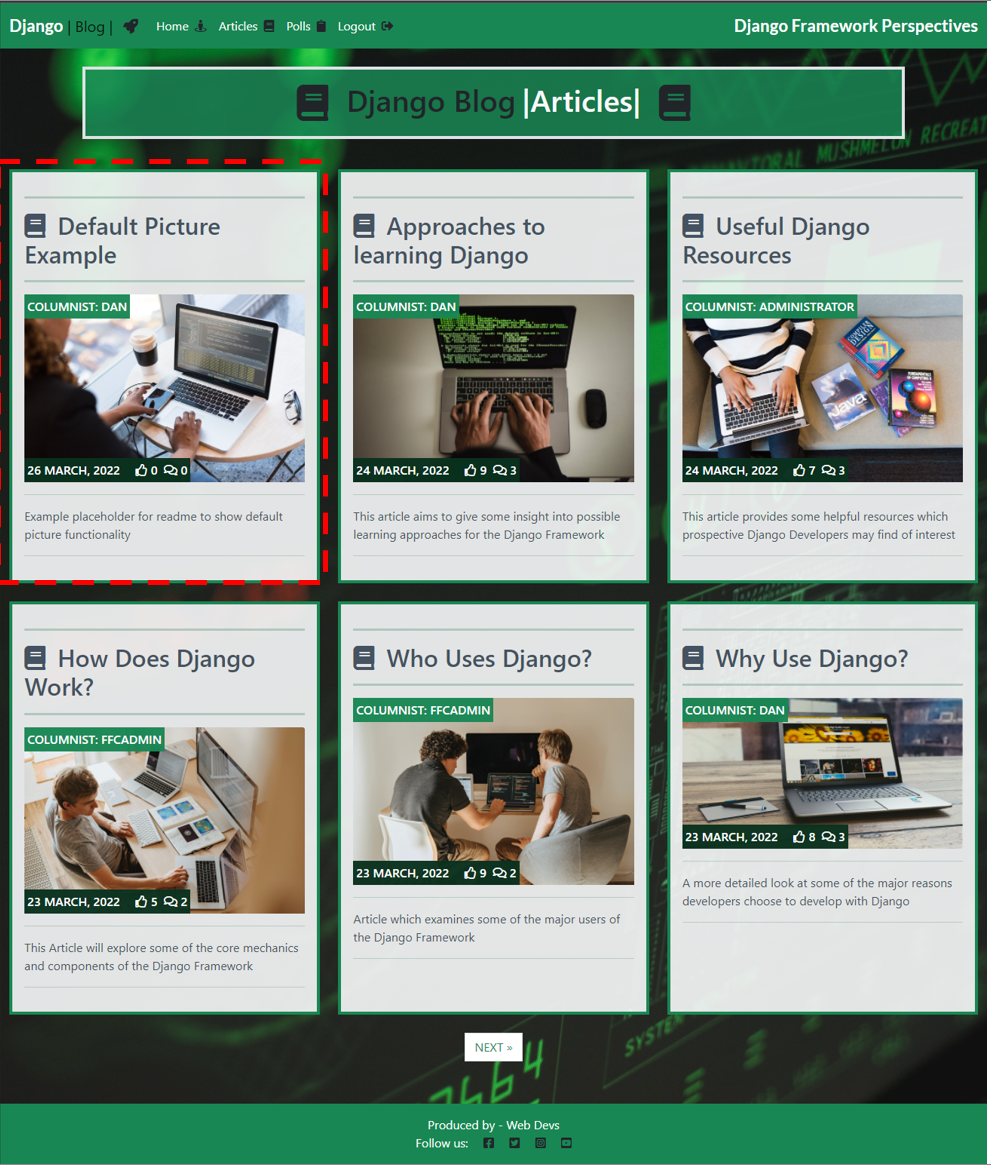 Django | Blog | Home Articles Polls Logout Django Framework Perspectives
Django Blog |Articles|
BEHAVIORAL MUSHMELON RECREAT
Default Picture
Example
COLUMNIST: DAN
26 MARCH, 2022 0 0
Example placeholder for readme to show default
picture functionality
Approaches to
learning Django
COLUMNIST: DAN
24 MARCH, 2022 9 3
This article aims to give some insight into possible
learning approaches for the Django Framework
Useful Django
Resources
COLUMNIST: ADMINISTRATOR
COMPILER
DESIGN
Java
24 MARCH, 2022 7 3
This article provides some helpful resources which
prospective Django Developers may find of interest
How Does Django
Work?
COLUMNIST: FFCADMIN
23 MARCH, 2022 5 2
This Article will explore some of the core mechanics
and components of the Django Framework
Who Uses Django?
COLUMNIST: FFCADMIN
23 MARCH, 2022 9 2
Article which examines some of the major users of
the Django Framework
Why Use Django?
COLUMNIST: DAN
23 MARCH, 2022 8 3
A more detailed look at some of the major reasons
developers choose to develop with Django
NEXT »
SYSTEM
Produced by - Web Devs
Follow us: